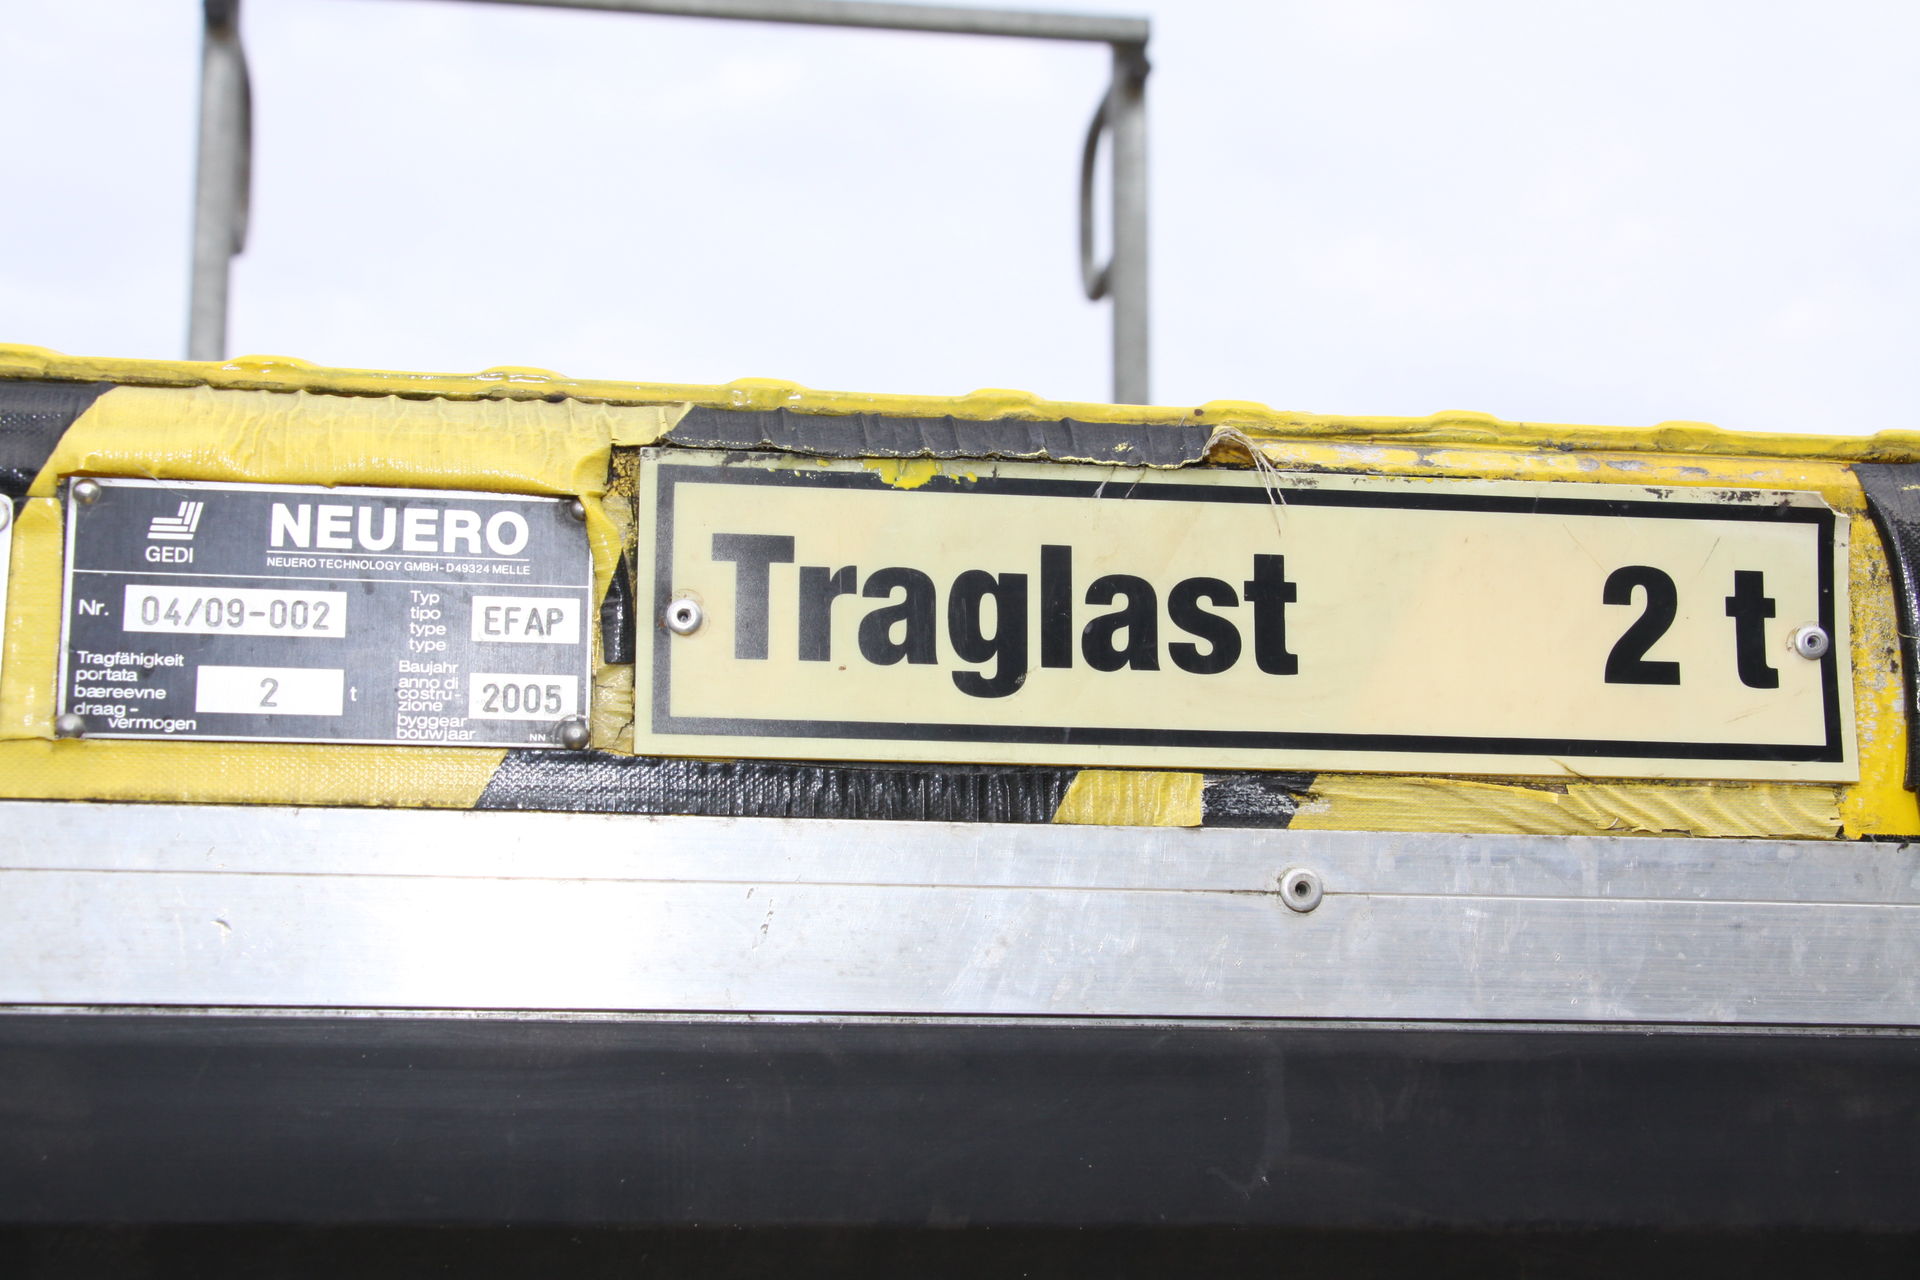 GEDI
NEUERO
NEUERO TECHNOLOGY GMBH - D49324 MELLE
Nr. 04/09-002
Typ
tipo
type
type
EFAP
Tragfähigkeit
portata
bæreevne
draag-
vermogen
2 t
Baujahr
anno di
costru-
zione
byggear
bouwjaar
2005
NN
Traglast 2 t